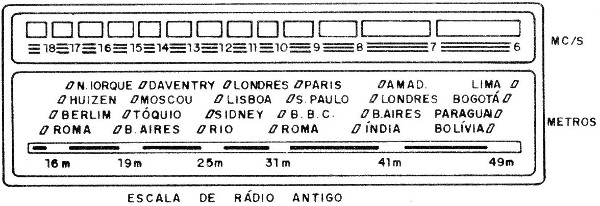 18 17 16 15 14 13 12 11 10 9 8 7 6
MC/S
N. IORQUE DAVENTRY LONDRES PARIS AMAD. LIMA
HUIZEN MOSCOU LISBOA S. PAULO LONDRES BOGOTÁ
BERLIM TÓQUIO SIDNEY B.B.C. B.AIRES PARAGUAI
METROS
ROMA B.AIRES RIO ROMA ÍNDIA BOLÍVIA
16 m 19m 25m 31m 41m 49m
ESCALA DE RÁDIO ANTIGO